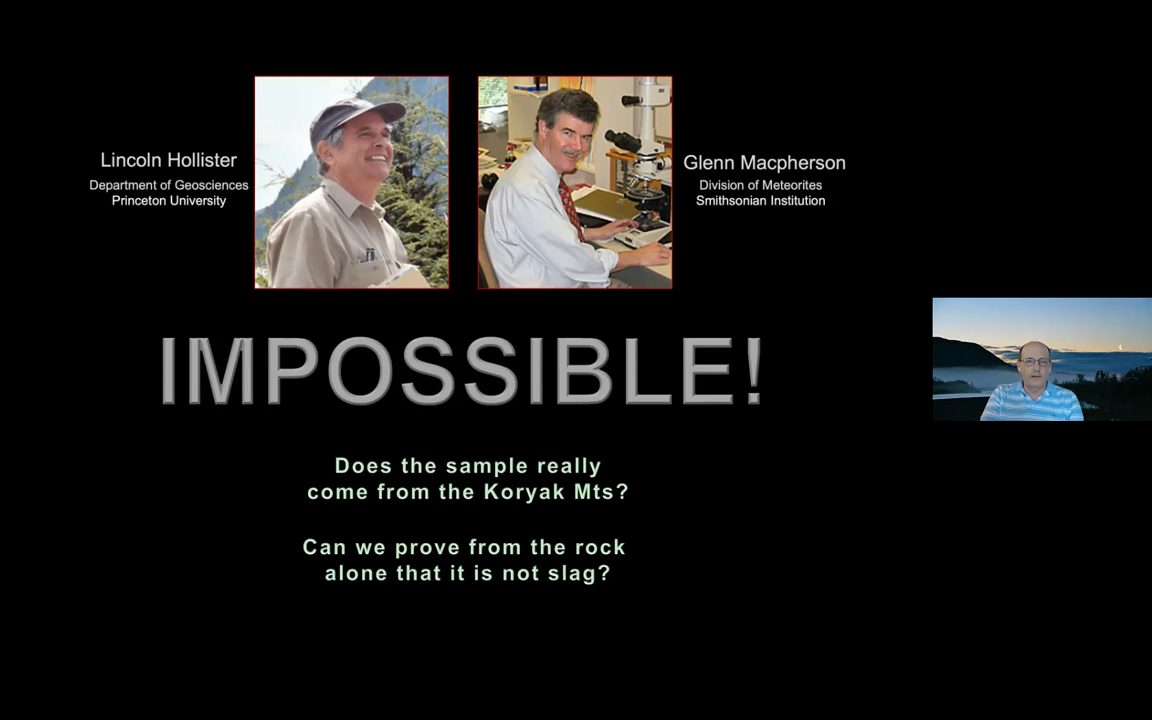 Lincoln Hollister
Department of Geosciences
Princeton University
Glenn Macpherson
Division of Meteorites
Smithsonian Institution
IMPOSSIBLE!
Does the sample really
come from the Koryak Mts?
Can we prove from the rock
alone that it is not slag?